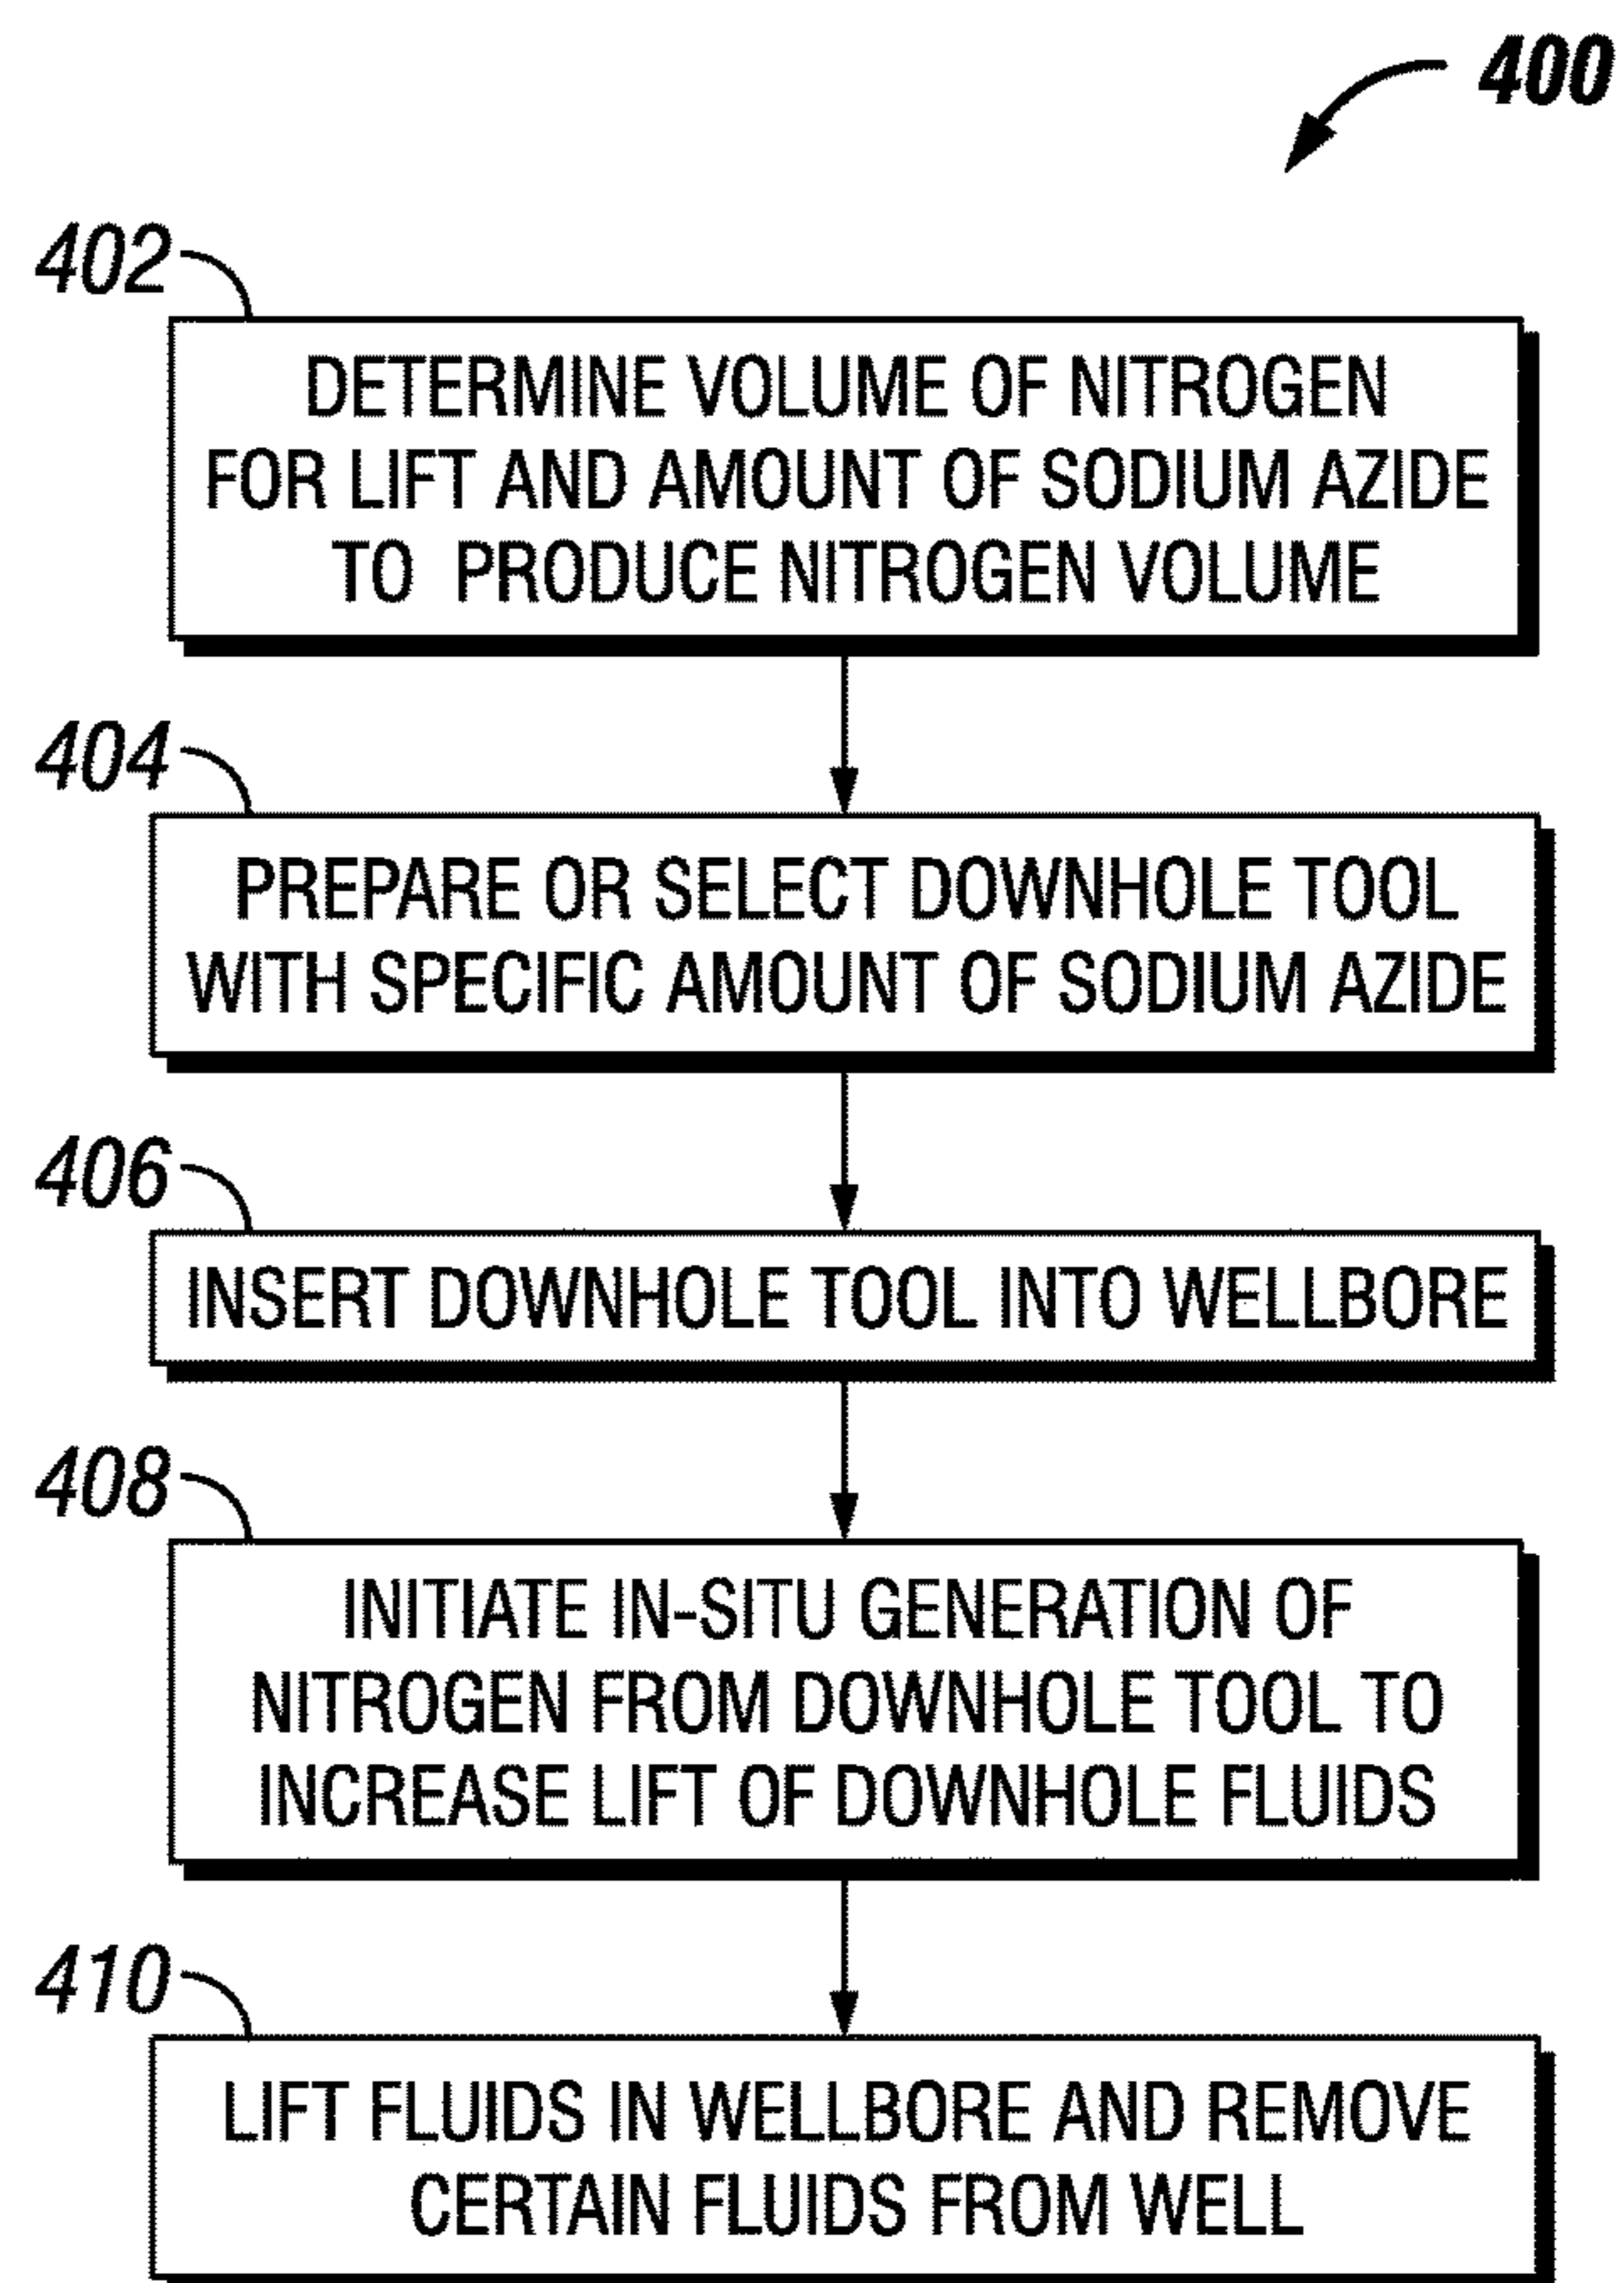 400
402
DETERMINE VOLUME OF NITROGEN
FOR LIFT AND AMOUNT OF SODIUM AZIDE
TO PRODUCE NITROGEN VOLUME
404
PREPARE OR SELECT DOWNHOLE TOOL
WITH SPECIFIC AMOUNT OF SODIUM AZIDE
406
INSERT DOWNHOLE TOOL INTO WELLBORE
408
INITIATE IN-SITU GENERATION OF
NITROGEN FROM DOWNHOLE TOOL TO
INCREASE LIFT OF DOWNHOLE FLUIDS
410
LIFT FLUIDS IN WELLBORE AND REMOVE
CERTAIN FLUIDS FROM WELL